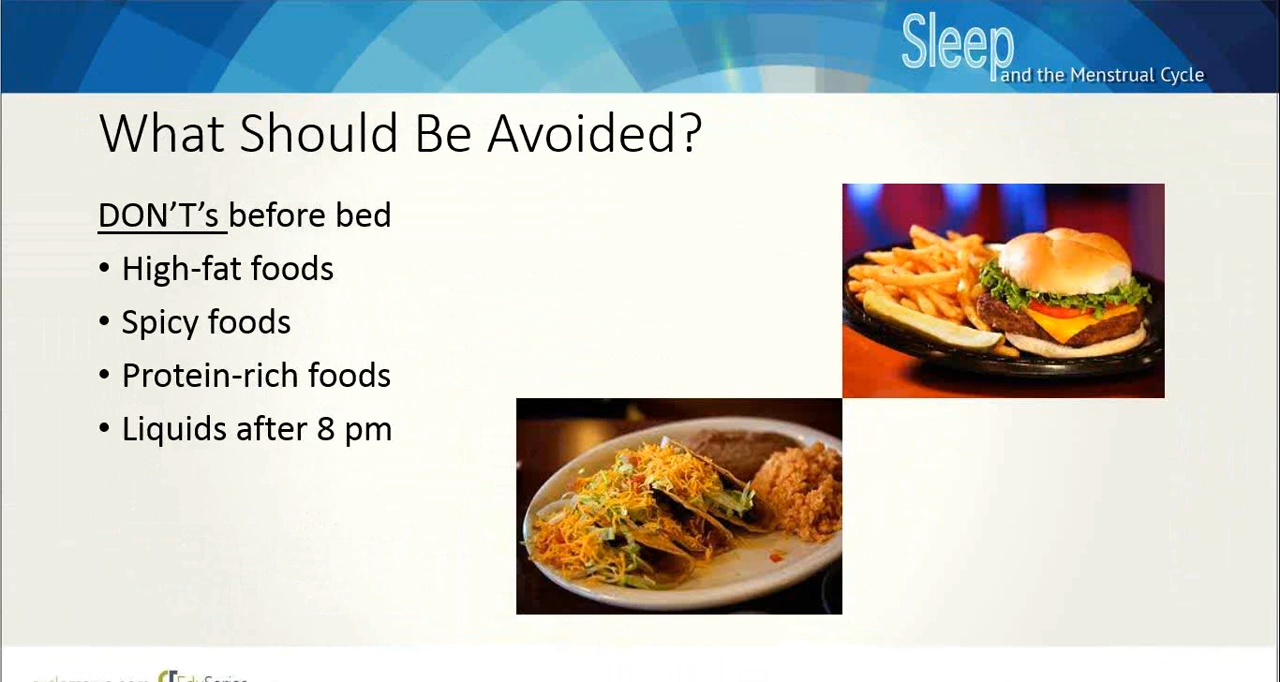 Sleep
and the Menstrual Cycle
What Should Be Avoided?
DON'T's before bed
• High-fat foods
• Spicy foods
• Protein-rich foods
• Liquids after 8 pm